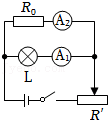 R₀ A₂
L A₁
R′